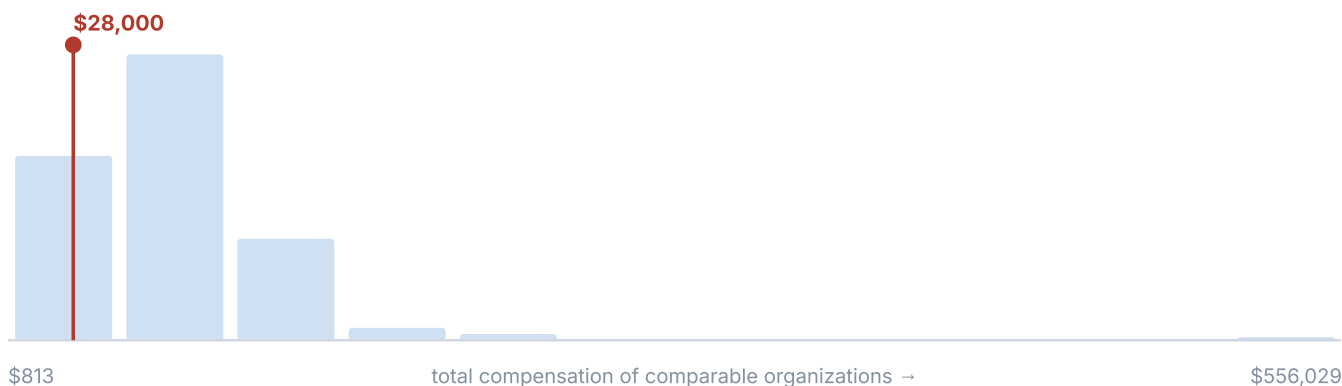 $28,000
$813
total compensation of comparable organizations →
$556,029